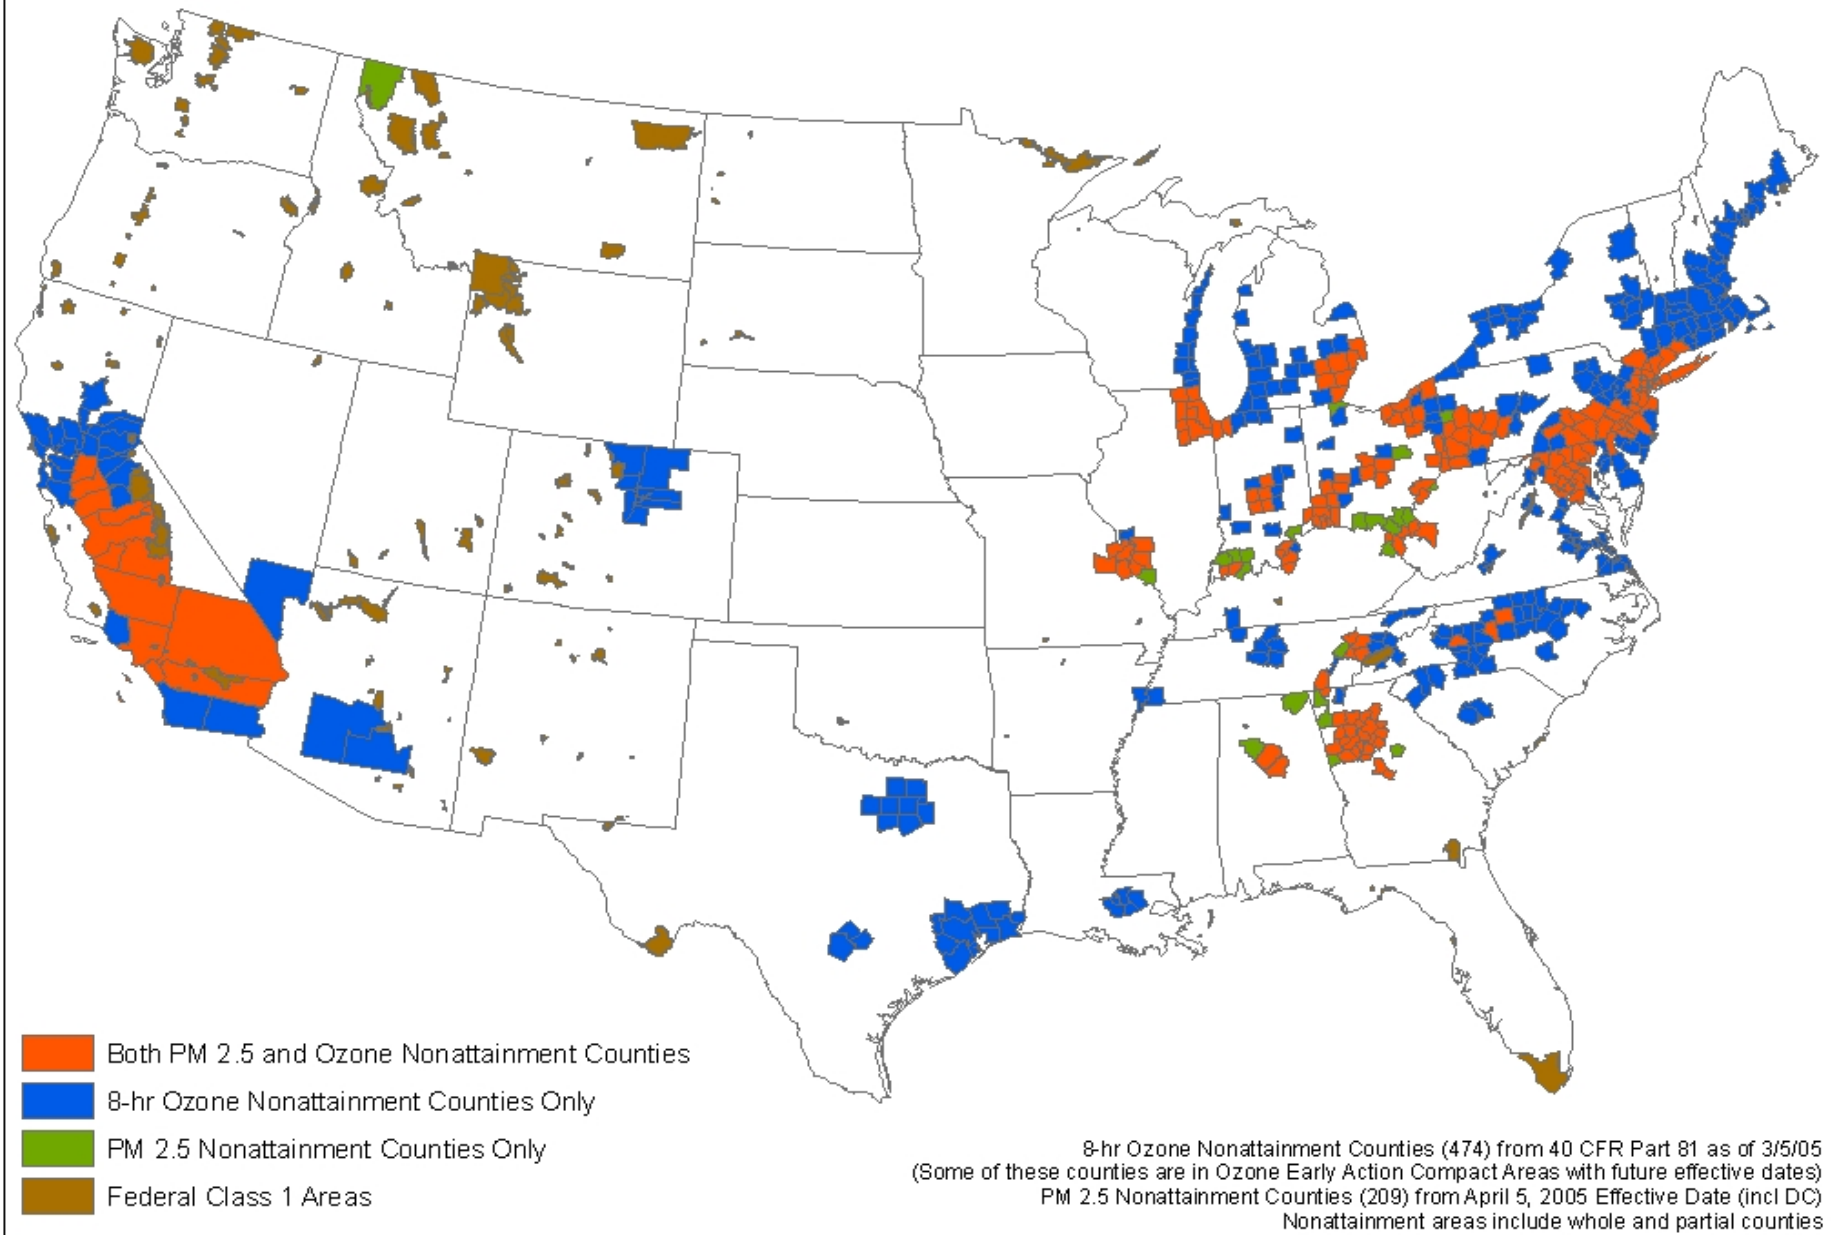 Both PM 2.5 and Ozone Nonattainment Counties
8-hr Ozone Nonattainment Counties Only
PM 2.5 Nonattainment Counties Only
Federal Class 1 Areas
8-hr Ozone Nonattainment Counties (474) from 40 CFR Part 81 as of 3/5/05
(Some of these counties are in Ozone Early Action Compact Areas with future effective dates)
PM 2.5 Nonattainment Counties (209) from April 5, 2005 Effective Date (incl DC)
Nonattainment areas include whole and partial counties